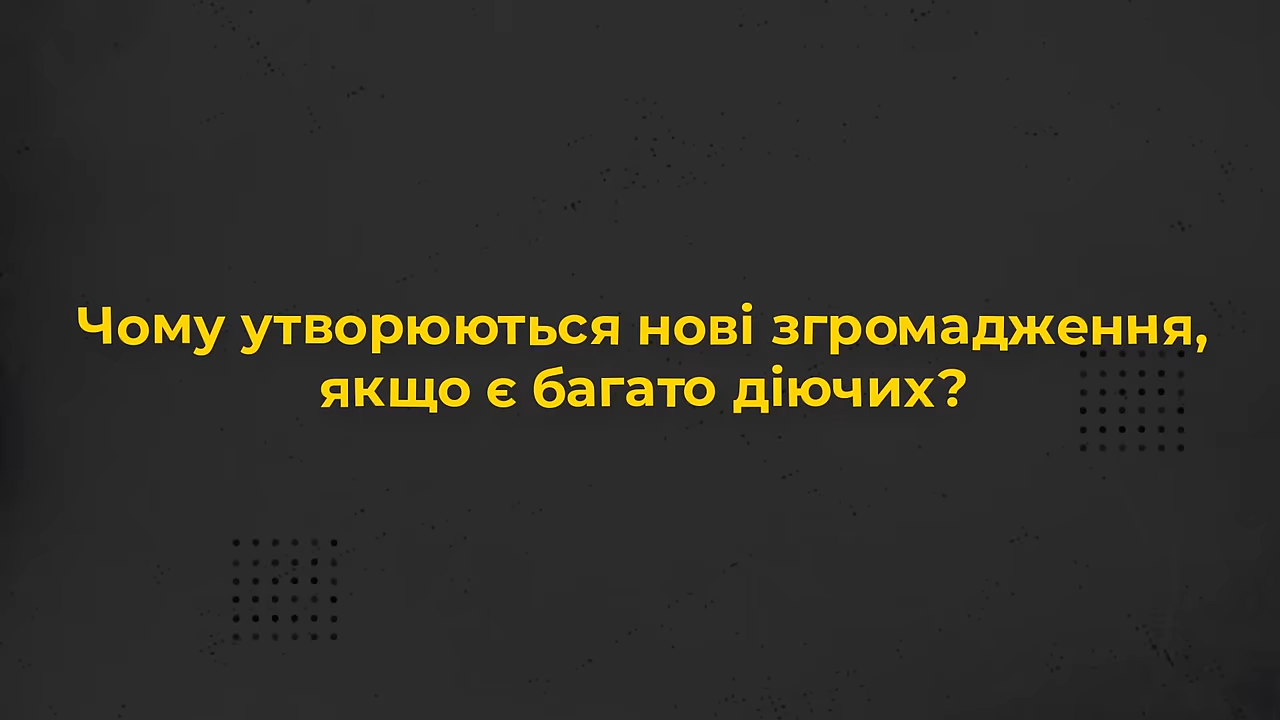 Чому утворюються нові згромадження,
якщо є багато діючих?